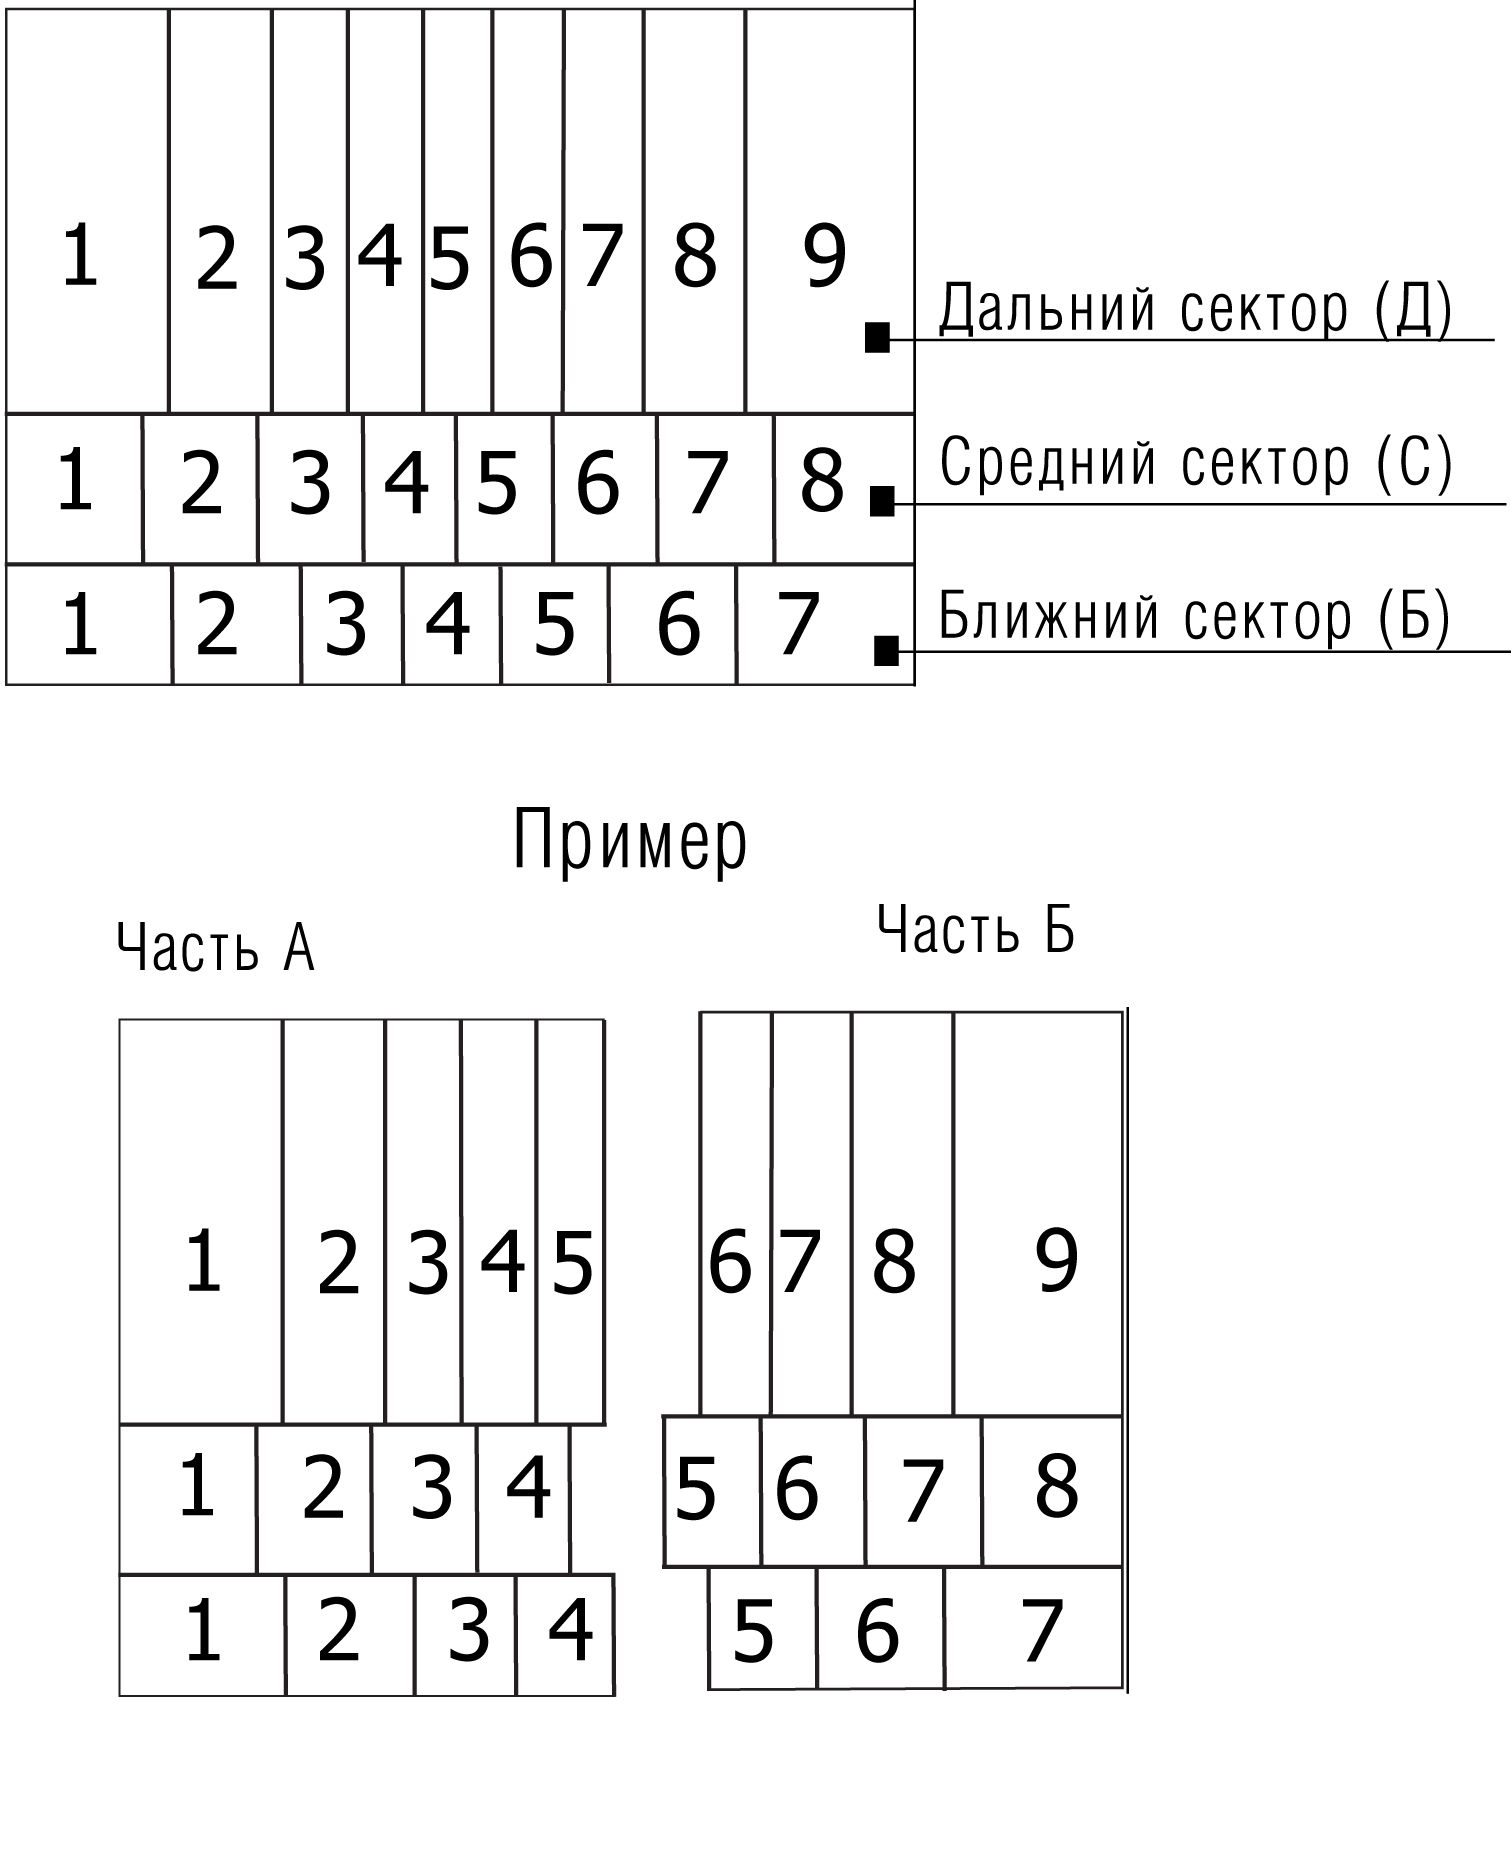 1 2 3 4 5 6 7 8 9
Дальний сектор (Д)
1 2 3 4 5 6 7 8
Средний сектор (С)
1 2 3 4 5 6 7
Ближний сектор (Б)
Пример
Часть А
1 2 3 4 5
1 2 3 4
1 2 3 4
Часть Б
6 7 8 9
5 6 7 8
5 6 7